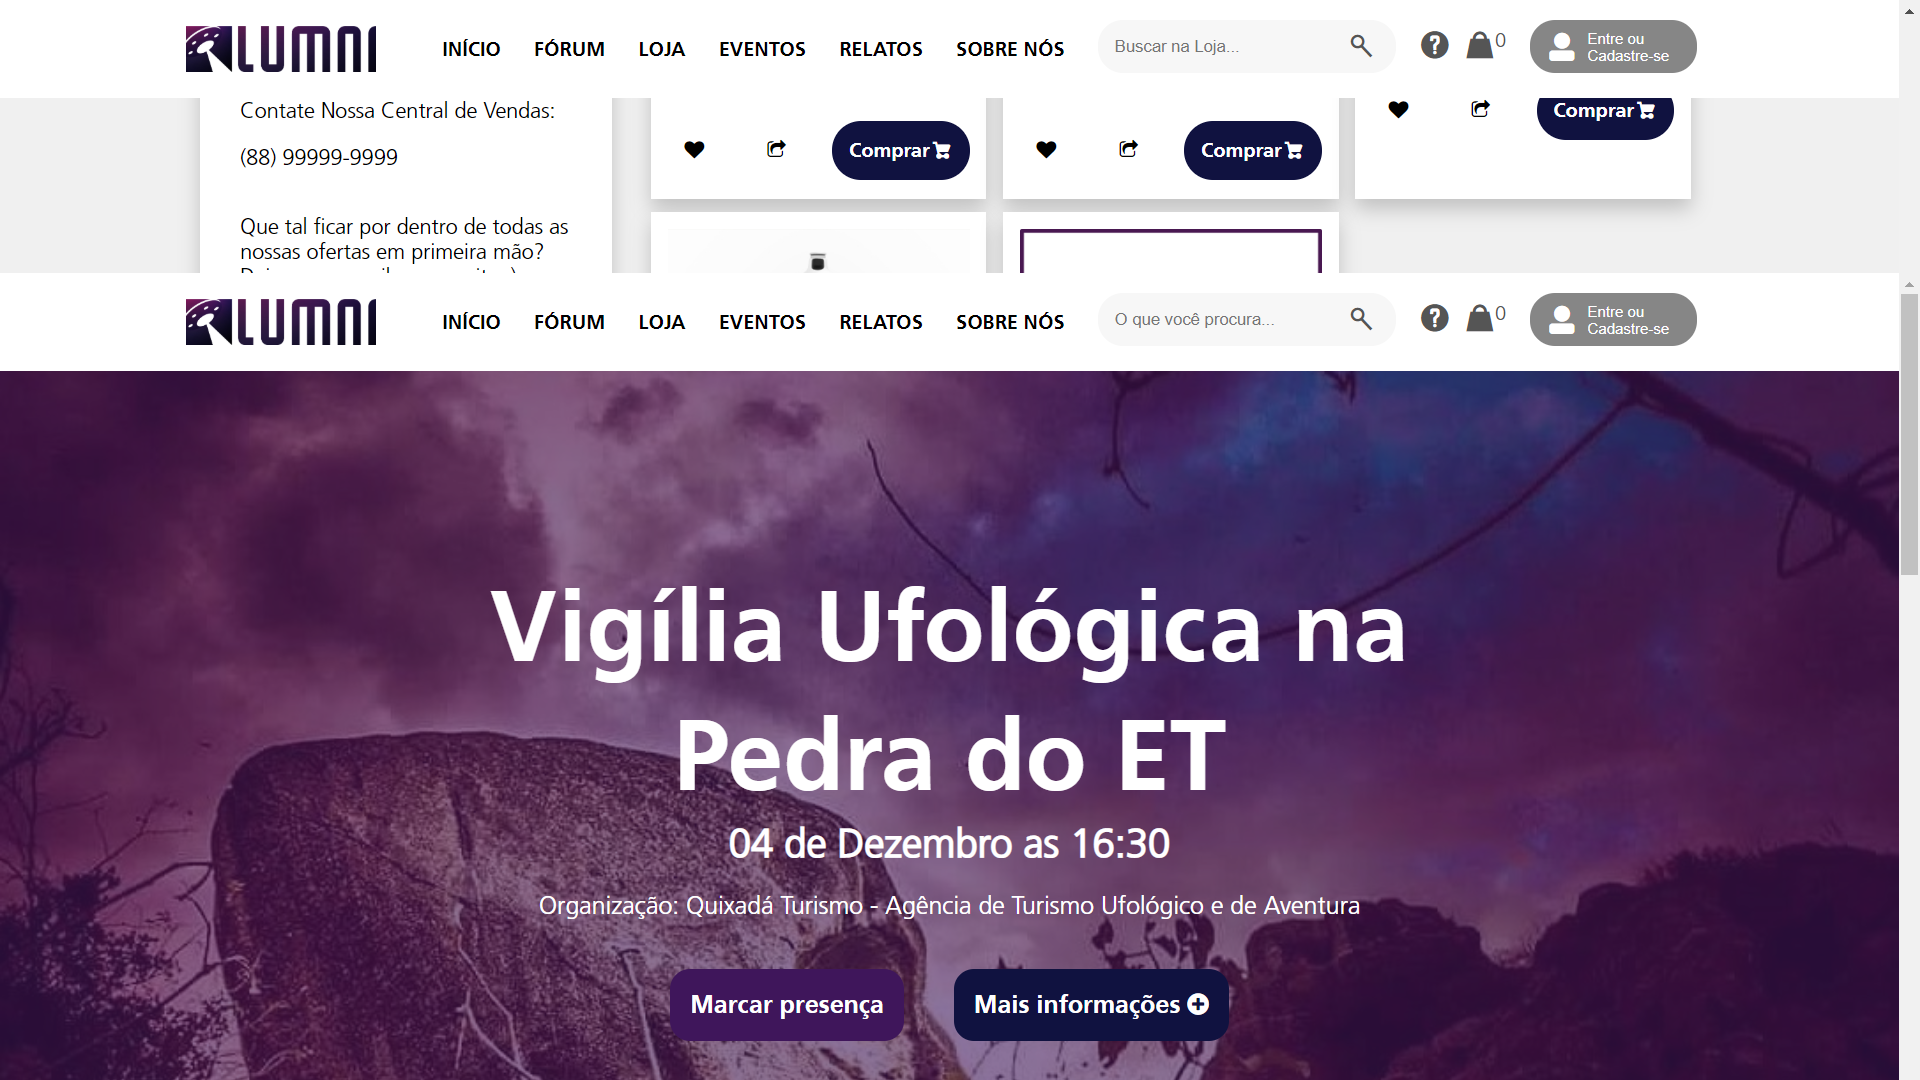 LUMNI
INÍCIO FÓRUM LOJA EVENTOS RELATOS SOBRE NÓS
Buscar na Loja...
0
Entre ou
Cadastre-se
Contate Nossa Central de Vendas:
(88) 99999-9999
Que tal ficar por dentro de todas as
nossas ofertas em primeira mão?
Comprar
Comprar
Comprar
LUMNI
INÍCIO FÓRUM LOJA EVENTOS RELATOS SOBRE NÓS
O que você procura...
0
Entre ou
Cadastre-se
Vigília Ufológica na
Pedra do ET
04 de Dezembro as 16:30
Organização: Quixadá Turismo - Agência de Turismo Ufológico e de Aventura
Marcar presença
Mais informações